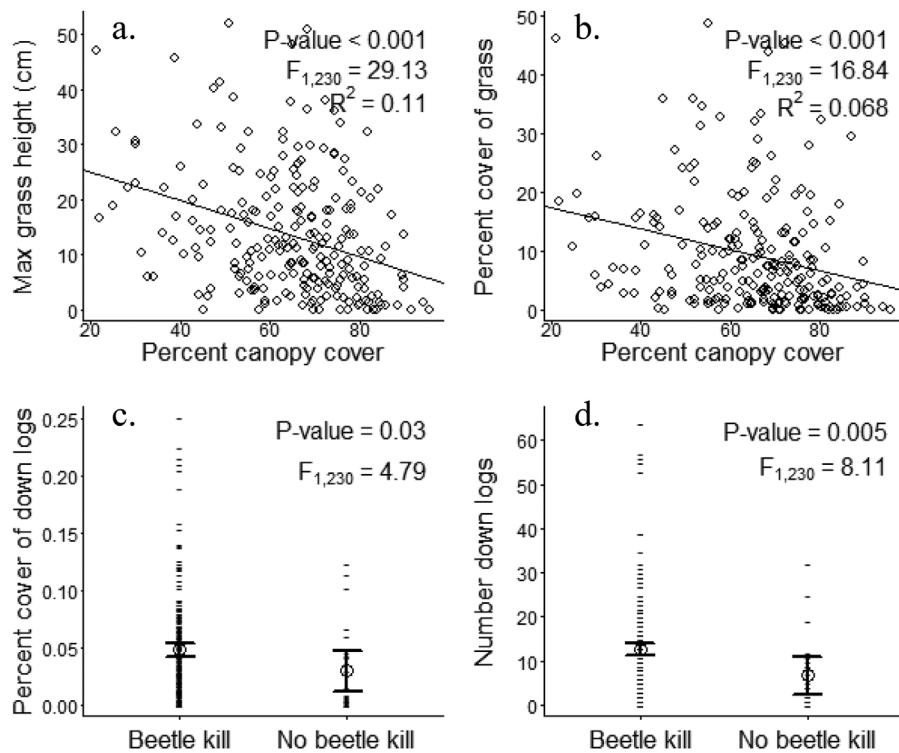 a.
P-value < 0.001
F1,230 = 29.13
R2 = 0.11
Max grass height (cm)
50
40
30
20
10
0
20 40 60 80
Percent canopy cover
b.
P-value < 0.001
F1,230 = 16.84
R2 = 0.068
Percent cover of grass
50
40
30
20
10
0
20 40 60 80
Percent canopy cover
c.
P-value = 0.03
F1,230 = 4.79
Percent cover of down logs
0.25
0.20
0.15
0.10
0.05
0.00
Beetle kill No beetle kill
d.
P-value = 0.005
F1,230 = 8.11
Number down logs
60
50
40
30
20
10
0
Beetle kill No beetle kill